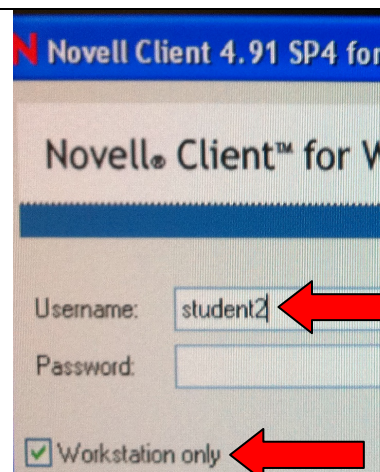 Novell Client 4.91 SP4 for
Novell® Client™ for W
Username: student2
Password:
Workstation only